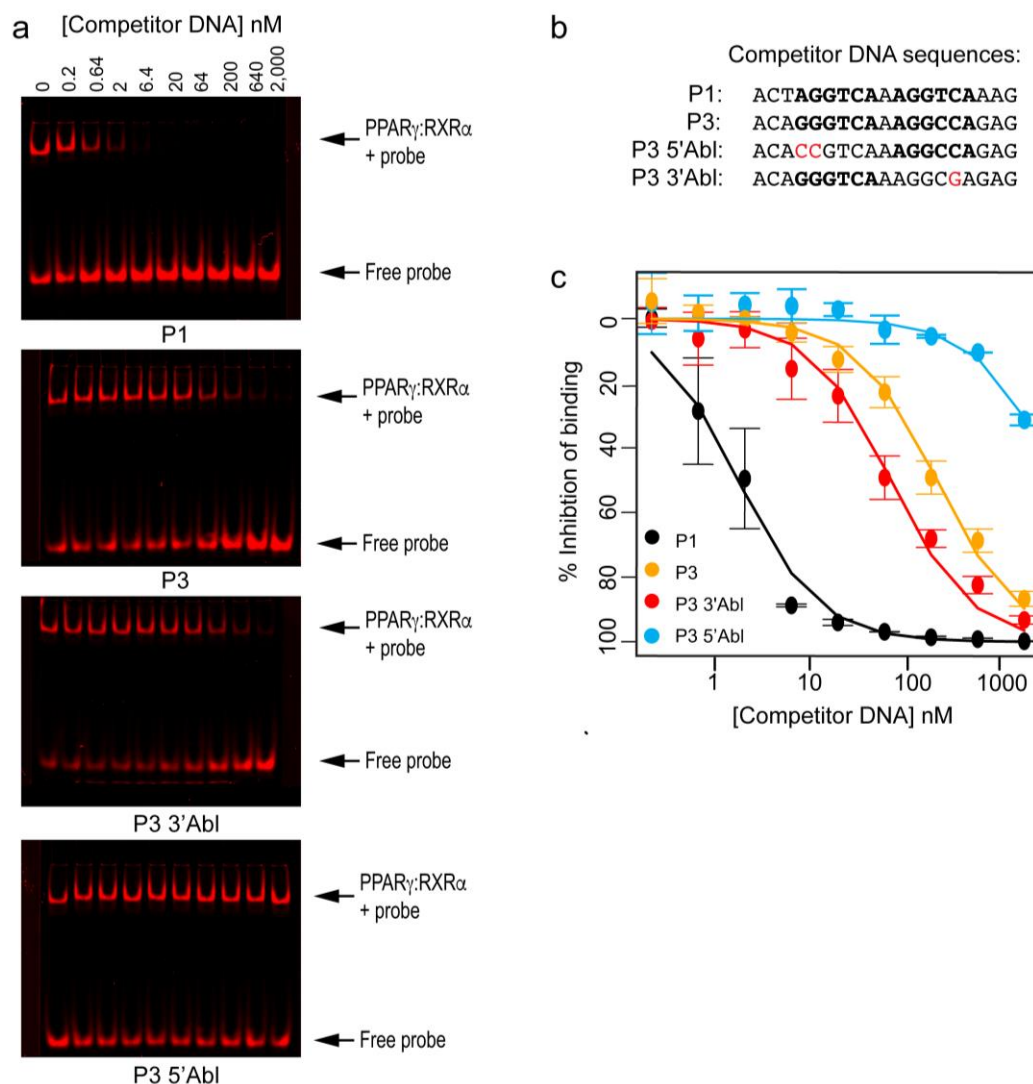 a
[Competitor DNA] nM
0 0.2 0.64 2 6.4 20 64 200 640 2,000
PPARγ:RXRα
+ probe
Free probe
P1
PPARγ:RXRα
+ probe
Free probe
P3
PPARγ:RXRα
+ probe
Free probe
P3 3'Abl
PPARγ:RXRα
+ probe
Free probe
P3 5'Abl
b
Competitor DNA sequences:
P1: ACTAGGTCAAAGGTCAAAG
P3: ACAGGGTCAAAGGCCAGAG
P3 5'Abl: ACACCGTCAAAGGCCAGAG
P3 3'Abl: ACAGGGTCAAAGGCGAGAG
c
% Inhibtion of binding
0
20
40
60
80
100
P1
P3
P3 3'Abl
P3 5'Abl
1 10 100 1000
[Competitor DNA] nM